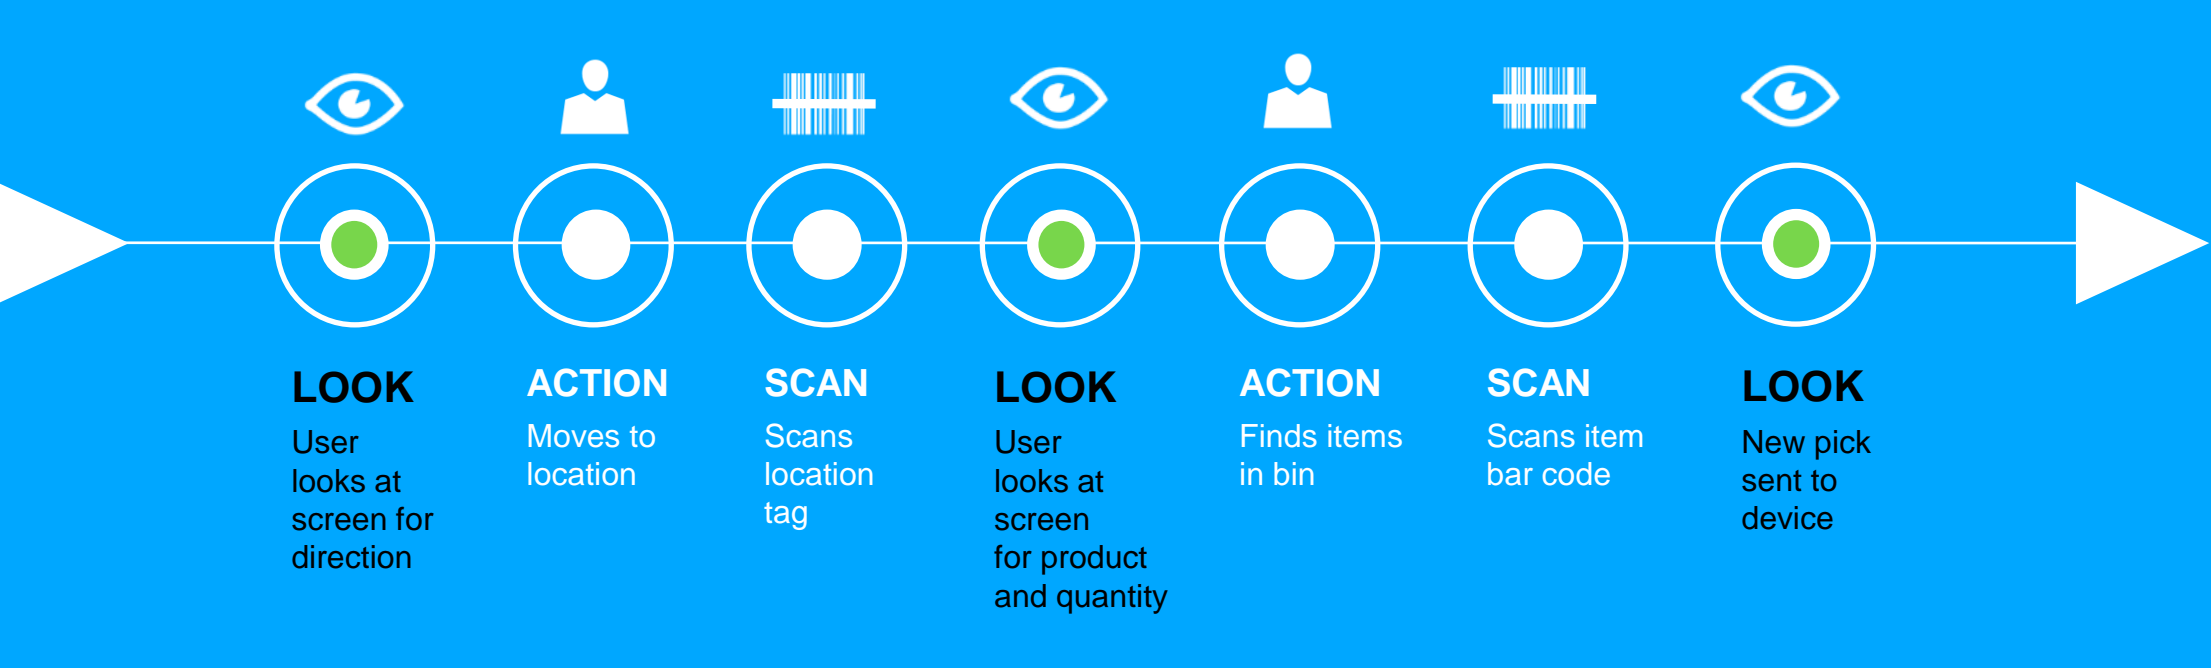 LOOK
User
looks at
screen for
direction
ACTION
Moves to
location
SCAN
Scans
location
tag
LOOK
User
looks at
screen
for product
and quantity
ACTION
Finds items
in bin
SCAN
Scans item
bar code
LOOK
New pick
sent to
device